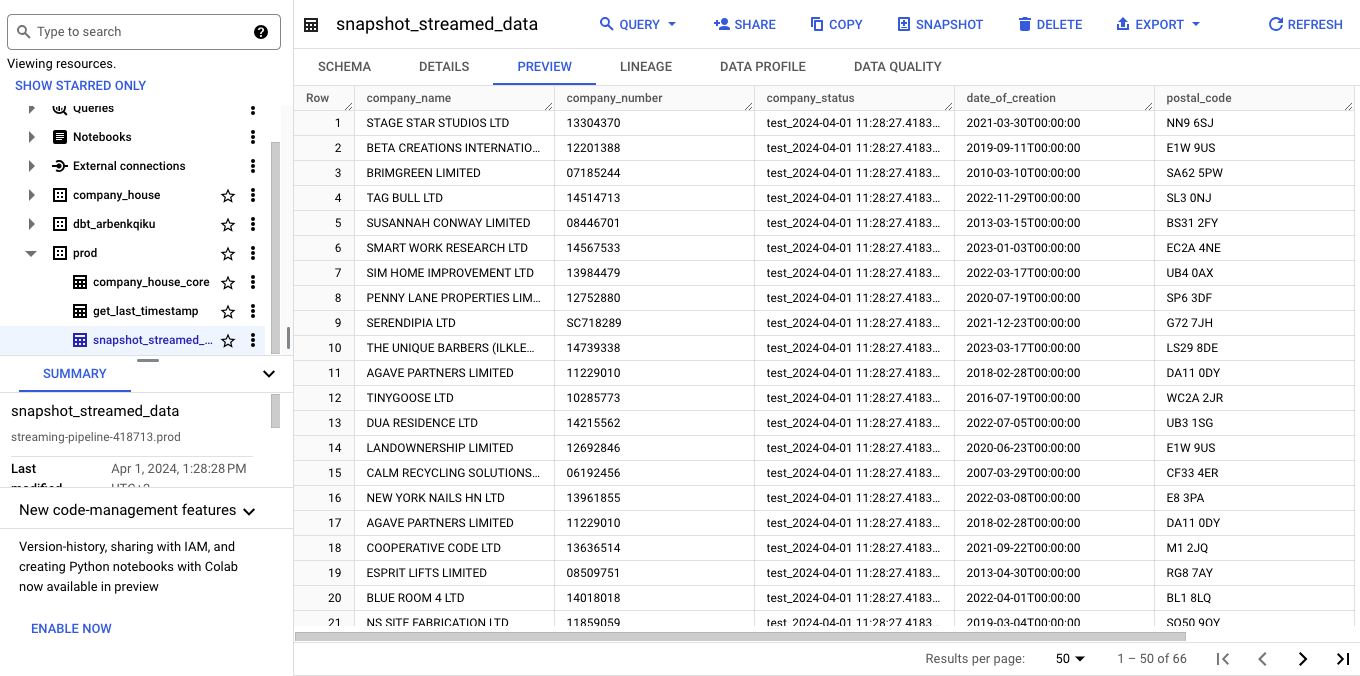 Type to search
Viewing resources.
SHOW STARRED ONLY
Queries
Notebooks
External connections
company_house
dbt_arbenkqiku
prod
company_house_core
get_last_timestamp
snapshot_streamed_...
SUMMARY
snapshot_streamed_data
streaming-pipeline-418713.prod
Last modified Apr 1, 2024, 1:28:28 PM UTC+2
New code-management features
Version-history, sharing with IAM, and
creating Python notebooks with Colab
now available in preview
ENABLE NOW
snapshot_streamed_data QUERY SHARE COPY SNAPSHOT DELETE EXPORT REFRESH
SCHEMA DETAILS PREVIEW LINEAGE DATA PROFILE DATA QUALITY
Row company_name company_number company_status date_of_creation postal_code
1 STAGE STAR STUDIOS LTD 13304370 test_2024-04-01 11:28:27.4183... 2021-03-30T00:00:00 NN9 6SJ
2 BETA CREATIONS INTERNATIO... 12201388 test_2024-04-01 11:28:27.4183... 2019-09-11T00:00:00 E1W 9US
3 BRIMGREEN LIMITED 07185244 test_2024-04-01 11:28:27.4183... 2010-03-10T00:00:00 SA62 5PW
4 TAG BULL LTD 14514713 test_2024-04-01 11:28:27.4183... 2022-11-29T00:00:00 SL3 0NJ
5 SUSANNAH CONWAY LIMITED 08446701 test_2024-04-01 11:28:27.4183... 2013-03-15T00:00:00 BS31 2FY
6 SMART WORK RESEARCH LTD 14567533 test_2024-04-01 11:28:27.4183... 2023-01-03T00:00:00 EC2A 4NE
7 SIM HOME IMPROVEMENT LTD 13984479 test_2024-04-01 11:28:27.4183... 2022-03-17T00:00:00 UB4 0AX
8 PENNY LANE PROPERTIES LIM... 12752880 test_2024-04-01 11:28:27.4183... 2020-07-19T00:00:00 SP6 3DF
9 SERENDIPIA LTD SC718289 test_2024-04-01 11:28:27.4183... 2021-12-23T00:00:00 G72 7JH
10 THE UNIQUE BARBERS (ILKLE... 14739338 test_2024-04-01 11:28:27.4183... 2023-03-17T00:00:00 LS29 8DE
11 AGAVE PARTNERS LIMITED 11229010 test_2024-04-01 11:28:27.4183... 2018-02-28T00:00:00 DA11 0DY
12 TINYGOOSE LTD 10285773 test_2024-04-01 11:28:27.4183... 2016-07-19T00:00:00 WC2A 2JR
13 DUA RESIDENCE LTD 14215562 test_2024-04-01 11:28:27.4183... 2022-07-05T00:00:00 UB3 1SG
14 LANDOWNERSHIP LIMITED 12692846 test_2024-04-01 11:28:27.4183... 2020-06-23T00:00:00 E1W 9US
15 CALM RECYCLING SOLUTIONS... 06192456 test_2024-04-01 11:28:27.4183... 2007-03-29T00:00:00 CF33 4ER
16 NEW YORK NAILS HN LTD 13961855 test_2024-04-01 11:28:27.4183... 2022-03-08T00:00:00 E8 3PA
17 AGAVE PARTNERS LIMITED 11229010 test_2024-04-01 11:28:27.4183... 2018-02-28T00:00:00 DA11 0DY
18 COOPERATIVE CODE LTD 13636514 test_2024-04-01 11:28:27.4183... 2021-09-22T00:00:00 M1 2JQ
19 ESPRIT LIFTS LIMITED 08509751 test_2024-04-01 11:28:27.4183... 2013-04-30T00:00:00 RG8 7AY
20 BLUE ROOM 4 LTD 14018018 test_2024-04-01 11:28:27.4183... 2022-04-01T00:00:00 BL1 8LQ
21 NS SITE FABRICATION LTD 11859059 test_2024-04-01 11:28:27.4183... 2019-03-04T00:00:00 SO50 9QY
Results per page: 50 1 – 50 of 66